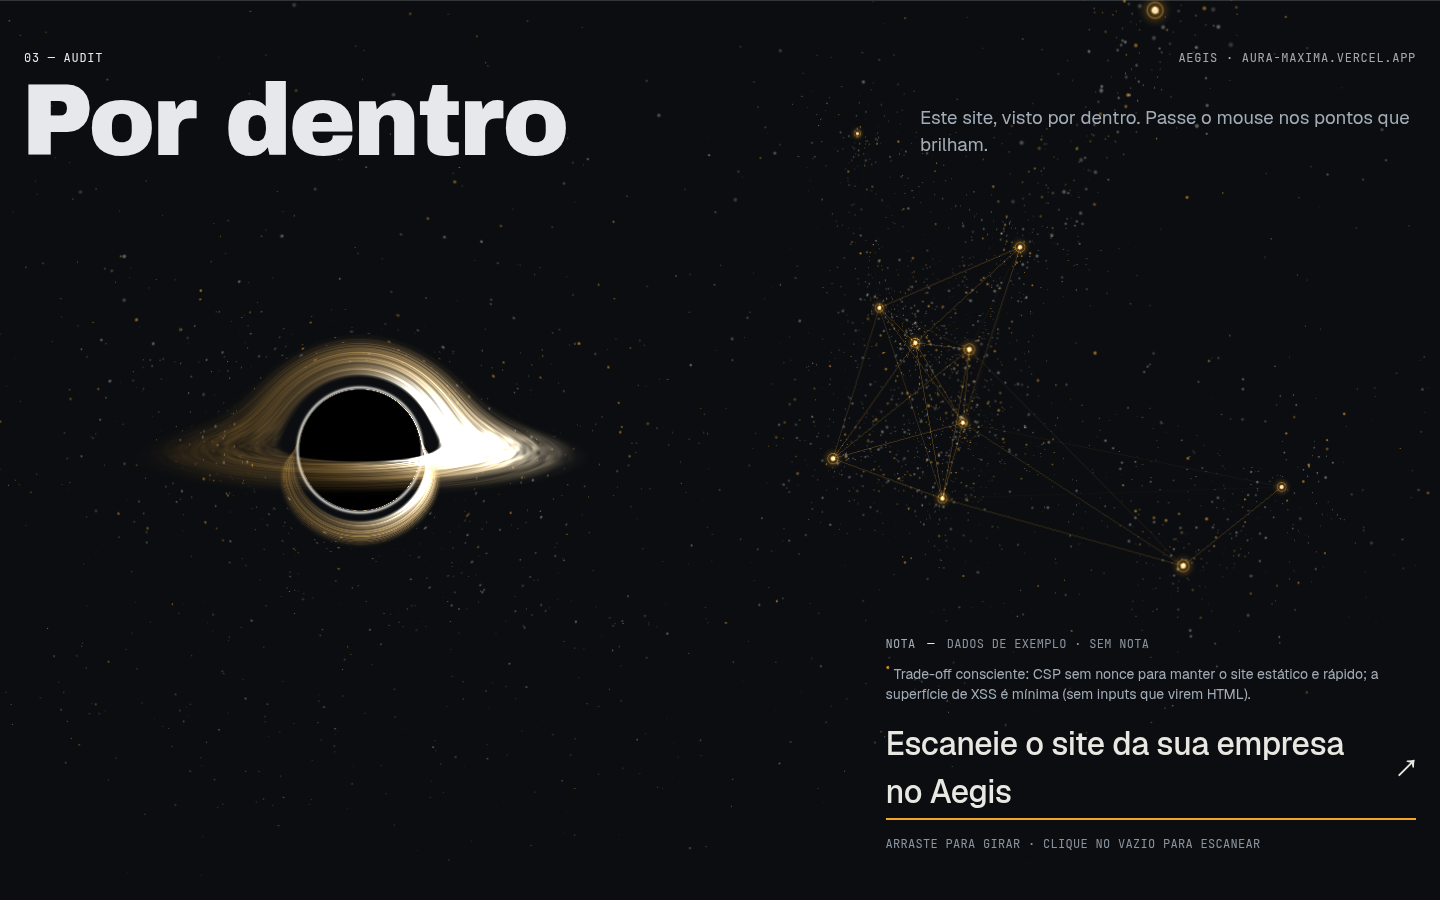 03 — AUDIT
AEGIS · AURA-MAXIMA.VERCEL.APP
Por dentro
Este site, visto por dentro. Passe o mouse nos pontos que
brilham.
NOTA — DADOS DE EXEMPLO · SEM NOTA
* Trade-off consciente: CSP sem nonce para manter o site estático e rápido; a
superfície de XSS é mínima (sem inputs que virem HTML).
Escaneie o site da sua empresa
no Aegis ↗
ARRASTE PARA GIRAR · CLIQUE NO VAZIO PARA ESCANEAR